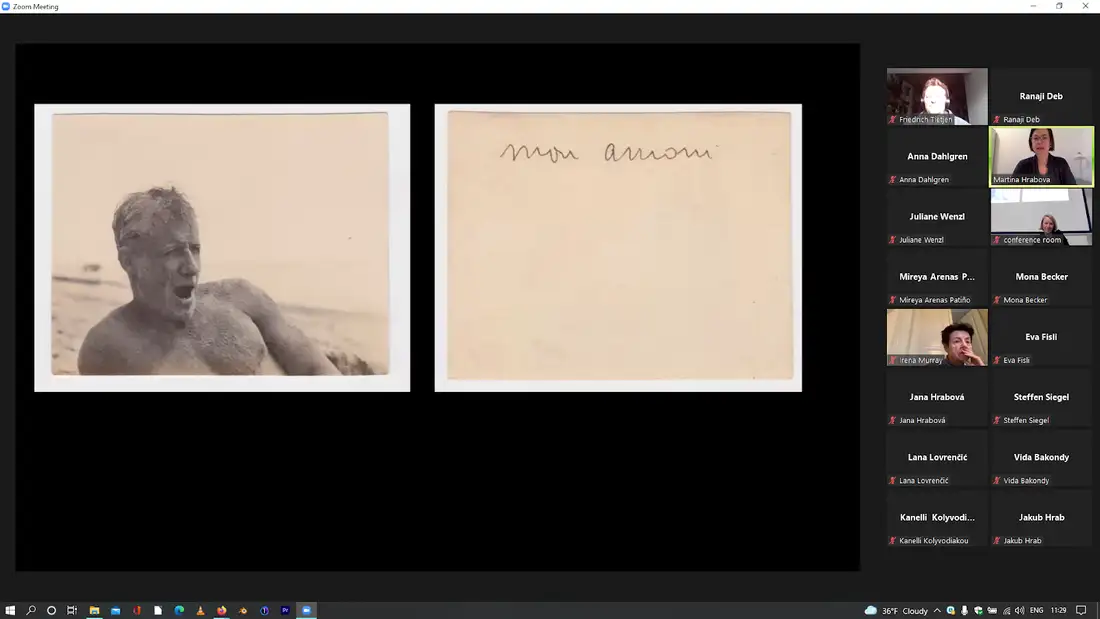 Zoom Meeting
mon amoni
Friedrich Tietjen
Ranaji Deb
Ranaji Deb
Anna Dahlgren
Anna Dahlgren
Martina Hrabova
Juliane Wenzl
Juliane Wenzl
conference room
Mireya Arenas P...
Mireya Arenas Patiño
Mona Becker
Mona Becker
Irena Murray
Eva Fisli
Eva Fisli
Jana Hrabová
Jana Hrabová
Steffen Siegel
Steffen Siegel
Lana Lovrenčić
Lana Lovrenčić
Vida Bakondy
Vida Bakondy
Kanelli Kolyvodi...
Kanelli Kolyvodiakou
Jakub Hrab
Jakub Hrab
36°F Cloudy ENG 11:29